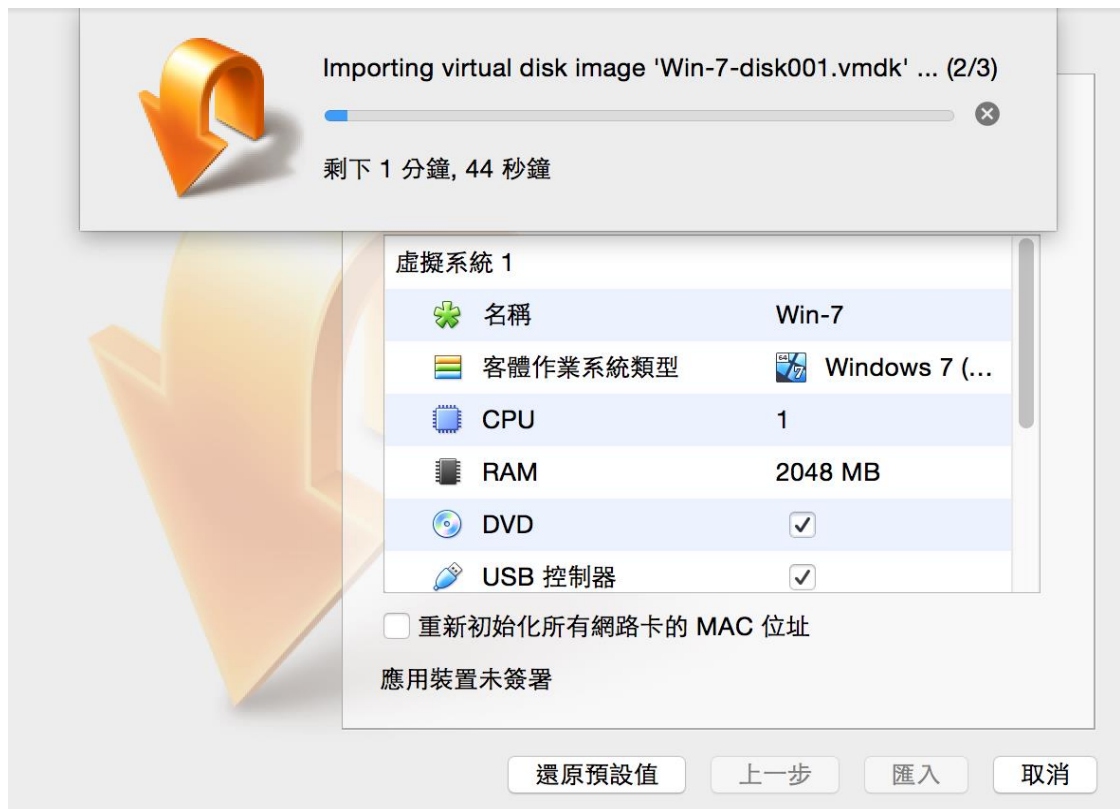 Importing virtual disk image 'Win-7-disk001.vmdk' ... (2/3)
剩下 1 分鐘, 44 秒鐘
虛擬系統 1
名稱 Win-7
客體作業系統類型 64 7 Windows 7 (...
CPU 1
RAM 2048 MB
DVD
USB 控制器
重新初始化所有網路卡的 MAC 位址
應用裝置未簽署
還原預設值 上一步 匯入 取消